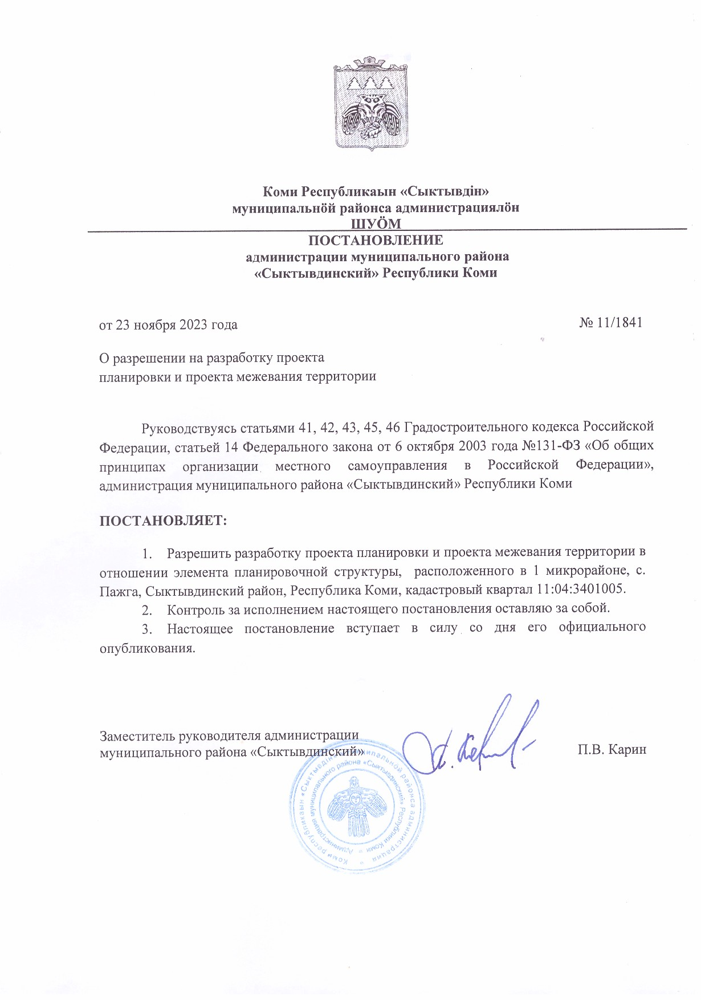 Коми Республикаын «Сыктывдiн»
муниципальнöй районса администрациялöн
ШУÖМ
ПОСТАНОВЛЕНИЕ
администрации муниципального района
«Сыктывдинский» Республики Коми
от 23 ноября 2023 года № 11/1841
О разрешении на разработку проекта
планировки и проекта межевания территории
Руководствуясь статьями 41, 42, 43, 45, 46 Градостроительного кодекса Российской
Федерации, статьей 14 Федерального закона от 6 октября 2003 года №131-ФЗ «Об общих
принципах организации местного самоуправления в Российской Федерации»,
администрация муниципального района «Сыктывдинский» Республики Коми
ПОСТАНОВЛЯЕТ:
1. Разрешить разработку проекта планировки и проекта межевания территории в
отношении элемента планировочной структуры, расположенного в 1 микрорайоне, с.
Пажга, Сыктывдинский район, Республика Коми, кадастровый квартал 11:04:3401005.
2. Контроль за исполнением настоящего постановления оставляю за собой.
3. Настоящее постановление вступает в силу со дня его официального
опубликования.
Заместитель руководителя администрации
муниципального района «Сыктывдинский» П.В. Карин
Коми республикаын «Сыктывдiн» муниципальнöй районса администрация
Администрация муниципального района «Сыктывдинский» Республики Коми